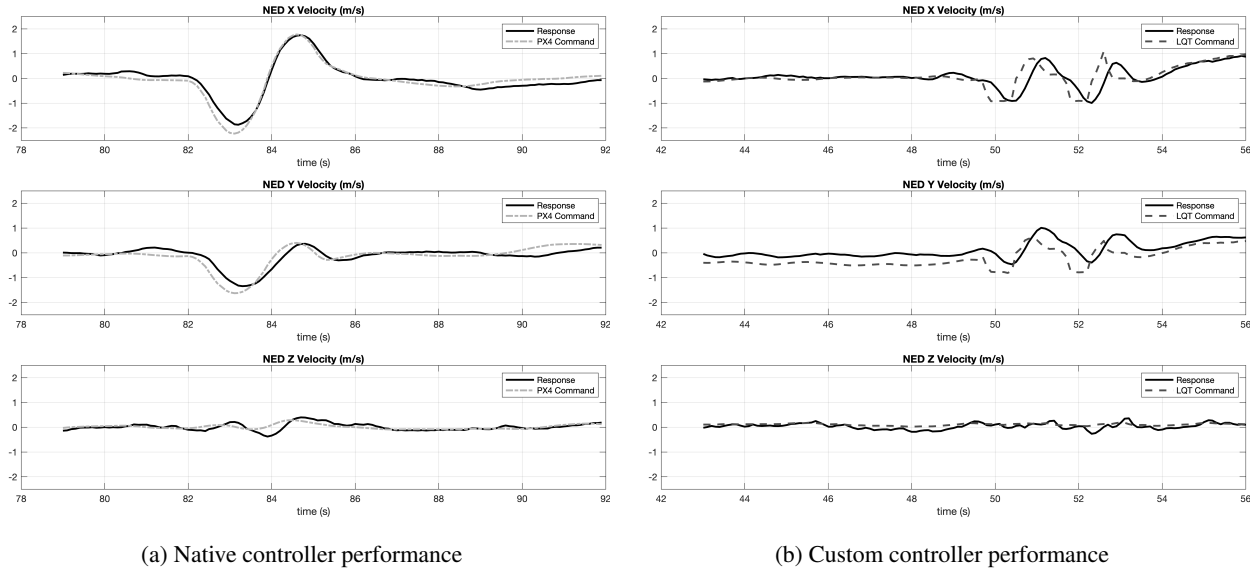 NED X Velocity (m/s)
2
1
0
-1
-2
78 80 82 84 86 88 90 92
time (s)
Response
PX4 Command
NED Y Velocity (m/s)
2
1
0
-1
-2
78 80 82 84 86 88 90 92
time (s)
Response
PX4 Command
NED Z Velocity (m/s)
2
1
0
-1
-2
78 80 82 84 86 88 90 92
time (s)
Response
PX4 Command
(a) Native controller performance
NED X Velocity (m/s)
2
1
0
-1
-2
42 44 46 48 50 52 54 56
time (s)
Response
LQT Command
NED Y Velocity (m/s)
2
1
0
-1
-2
42 44 46 48 50 52 54 56
time (s)
Response
LQT Command
NED Z Velocity (m/s)
2
1
0
-1
-2
42 44 46 48 50 52 54 56
time (s)
Response
LQT Command
(b) Custom controller performance